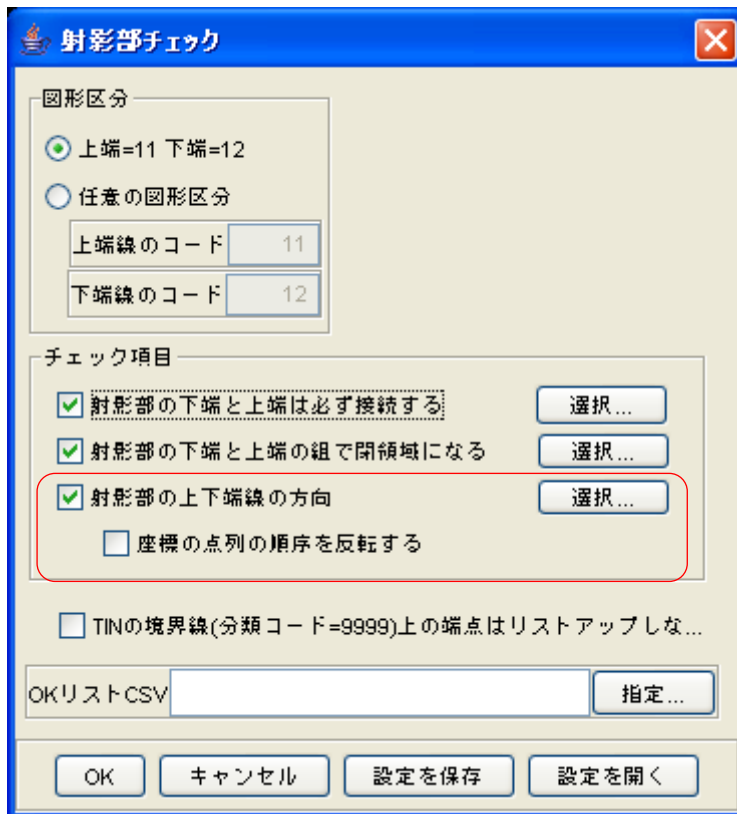 射影部チェック
図形区分
上端=11 下端=12
任意の図形区分
上端線のコード 11
下端線のコード 12
チェック項目
射影部の下端と上端は必ず接続する 選択...
射影部の下端と上端の組で閉領域になる 選択...
射影部の上下端線の方向 選択...
座標の点列の順序を反転する
TINの境界線(分類コード=9999)上の端点はリストアップしな...
OKリストCSV 指定...
OK キャンセル 設定を保存 設定を開く